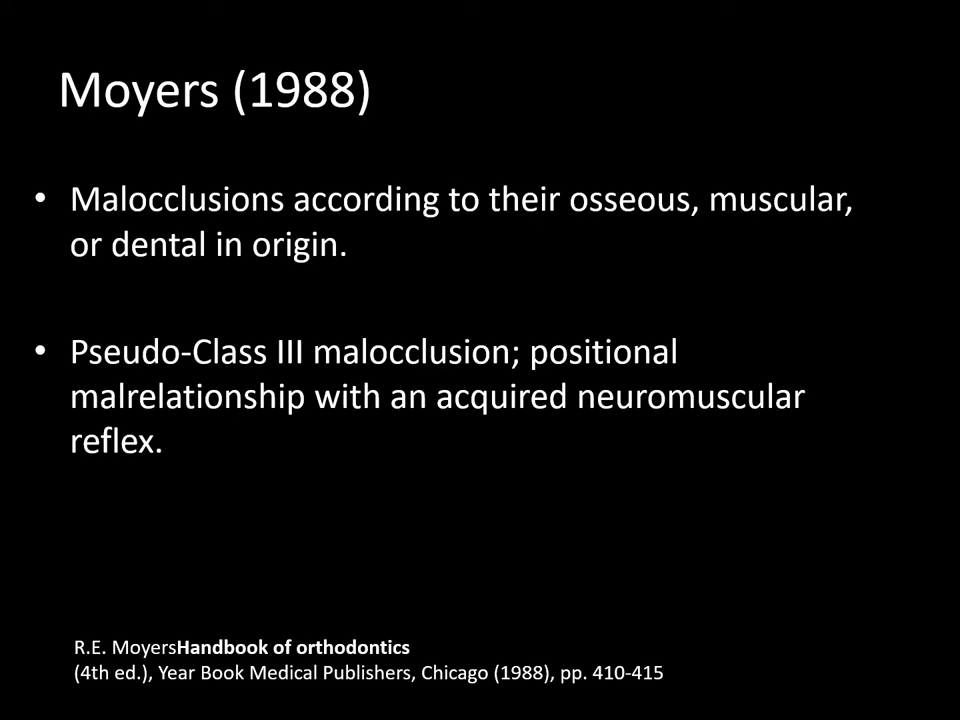 Moyers (1988)
• Malocclusions according to their osseous, muscular,
or dental in origin.
• Pseudo-Class III malocclusion; positional
malrelationship with an acquired neuromuscular
reflex.
R.E. MoyersHandbook of orthodontics
(4th ed.), Year Book Medical Publishers, Chicago (1988), pp. 410-415